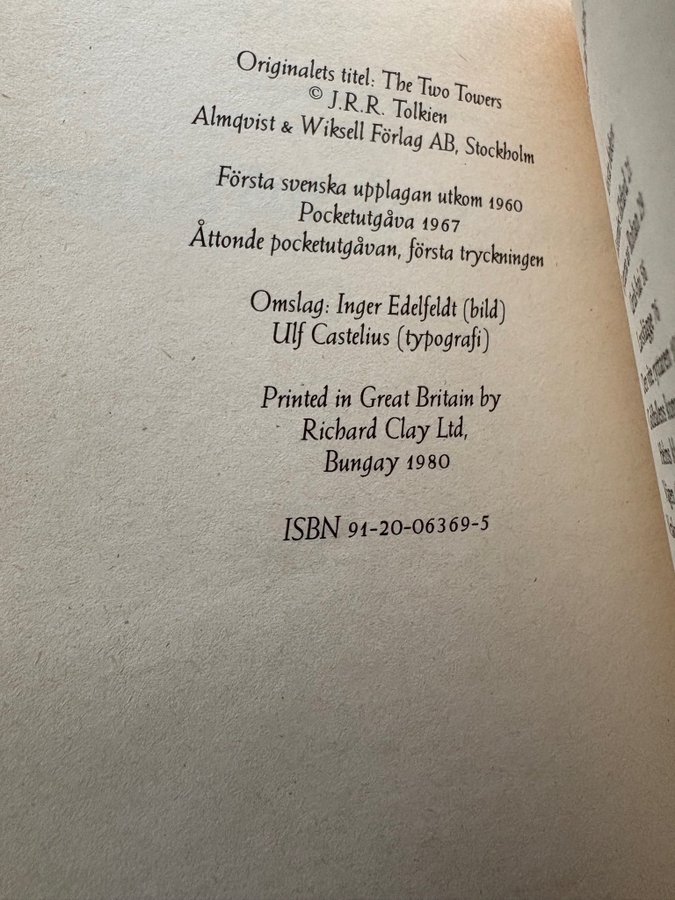 Originalets titel: The Two Towers
© J.R.R. Tolkien
Almqvist & Wiksell Förlag AB, Stockholm
Första svenska upplagan utkom 1960
Pocketutgåva 1967
Åttonde pocketutgåvan, första tryckningen
Omslag: Inger Edelfeldt (bild)
Ulf Castelius (typografi)
Printed in Great Britain by
Richard Clay Ltd,
Bungay 1980
ISBN 91-20-06369-5